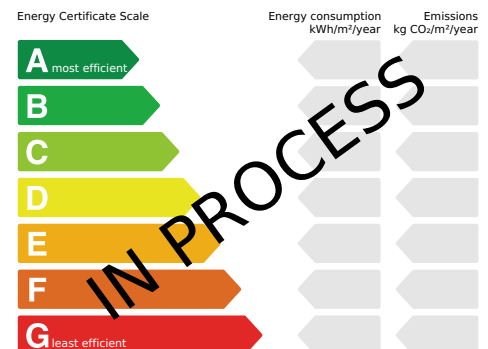 Energy Certificate Scale
Energy consumption
kWh/m²/year
Emissions
kg CO₂/m²/year
A most efficient
B
C
D
E
F
G least efficient
IN PROCESS